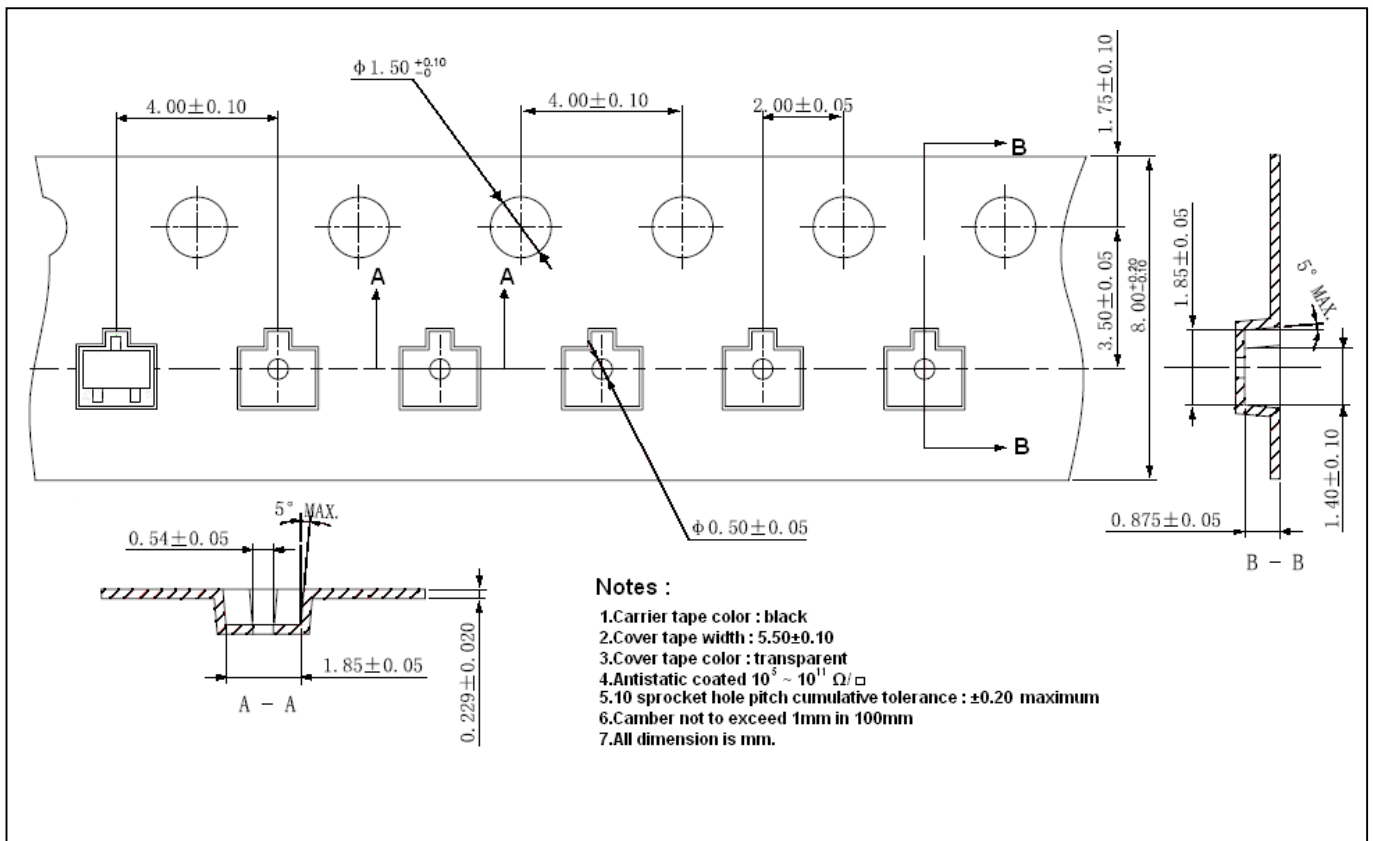 φ1.50 +0.10 -0
4.00±0.10
4.00±0.10
2.00±0.05
1.75±0.10
B
A
A
3.50±0.05
8.00 +0.20 -0.10
1.85±0.05
5° MAX.
B
φ0.50±0.05
0.875±0.05
1.40±0.10
B - B
5° MAX.
0.54±0.05
1.85±0.05
0.229±0.020
A - A
Notes :
1.Carrier tape color : black
2.Cover tape width : 5.50±0.10
3.Cover tape color : transparent
4.Antistatic coated 10⁵ ~ 10¹¹ Ω/□
5.10 sprocket hole pitch cumulative tolerance : ±0.20 maximum
6.Camber not to exceed 1mm in 100mm
7.All dimension is mm.